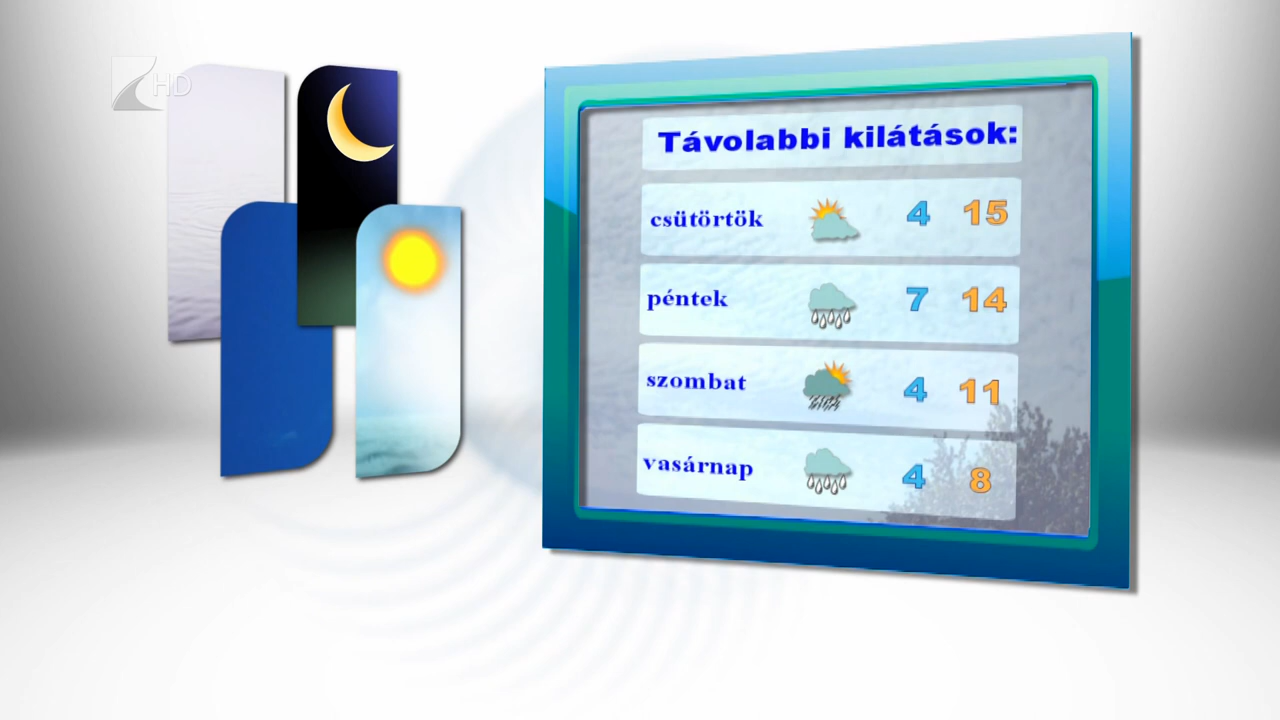 HD
Távolabbi kilátások:
csütörtök 4 15
péntek 7 14
szombat 4 11
vasárnap 4 8